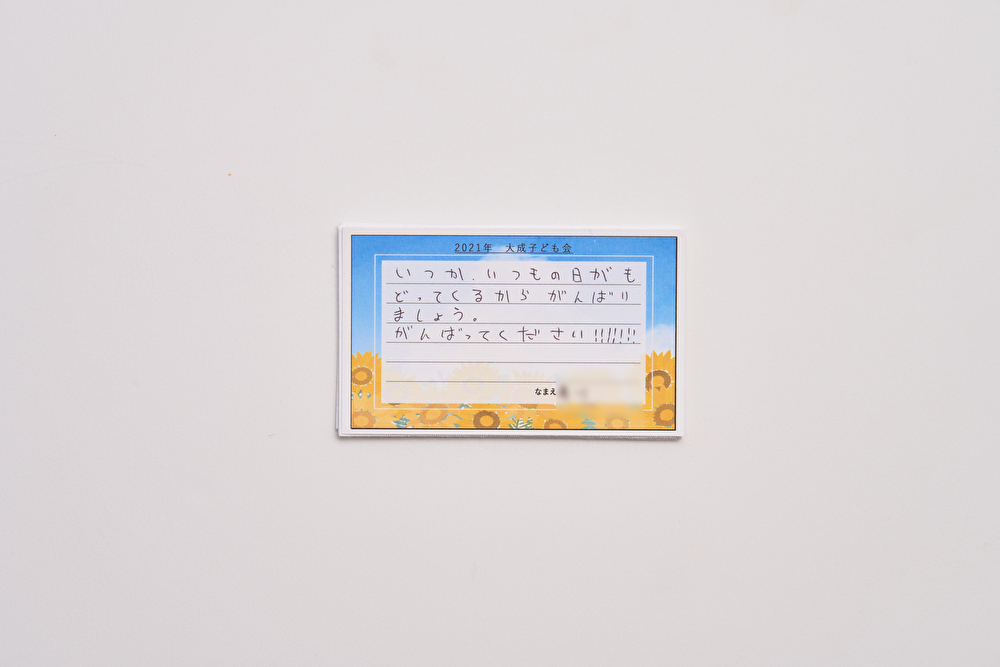 2021年 大成子ども会
いつか、いつもの日がも
どってくるから がんばり
ましょう。
がんばってください!!!!!!!
なまえ